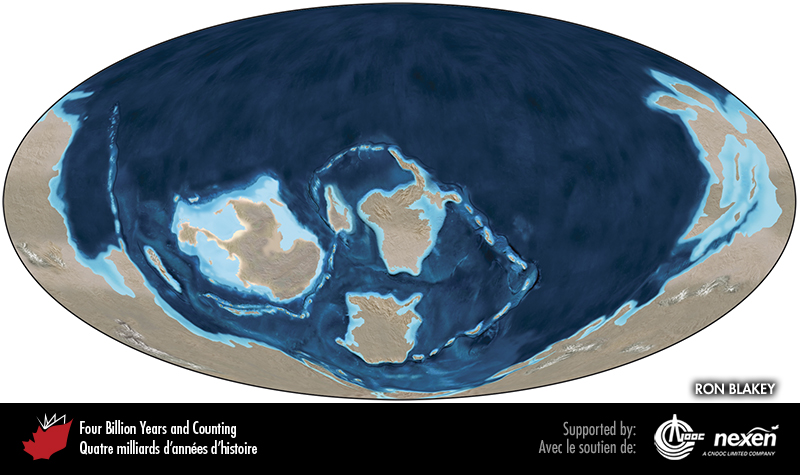 RON BLAKEY
Four Billion Years and Counting
Quatre milliards d'années d'histoire
Supported by:
Avec le soutien de:
CNOOC
nexen
A CNOOC LIMITED COMPANY